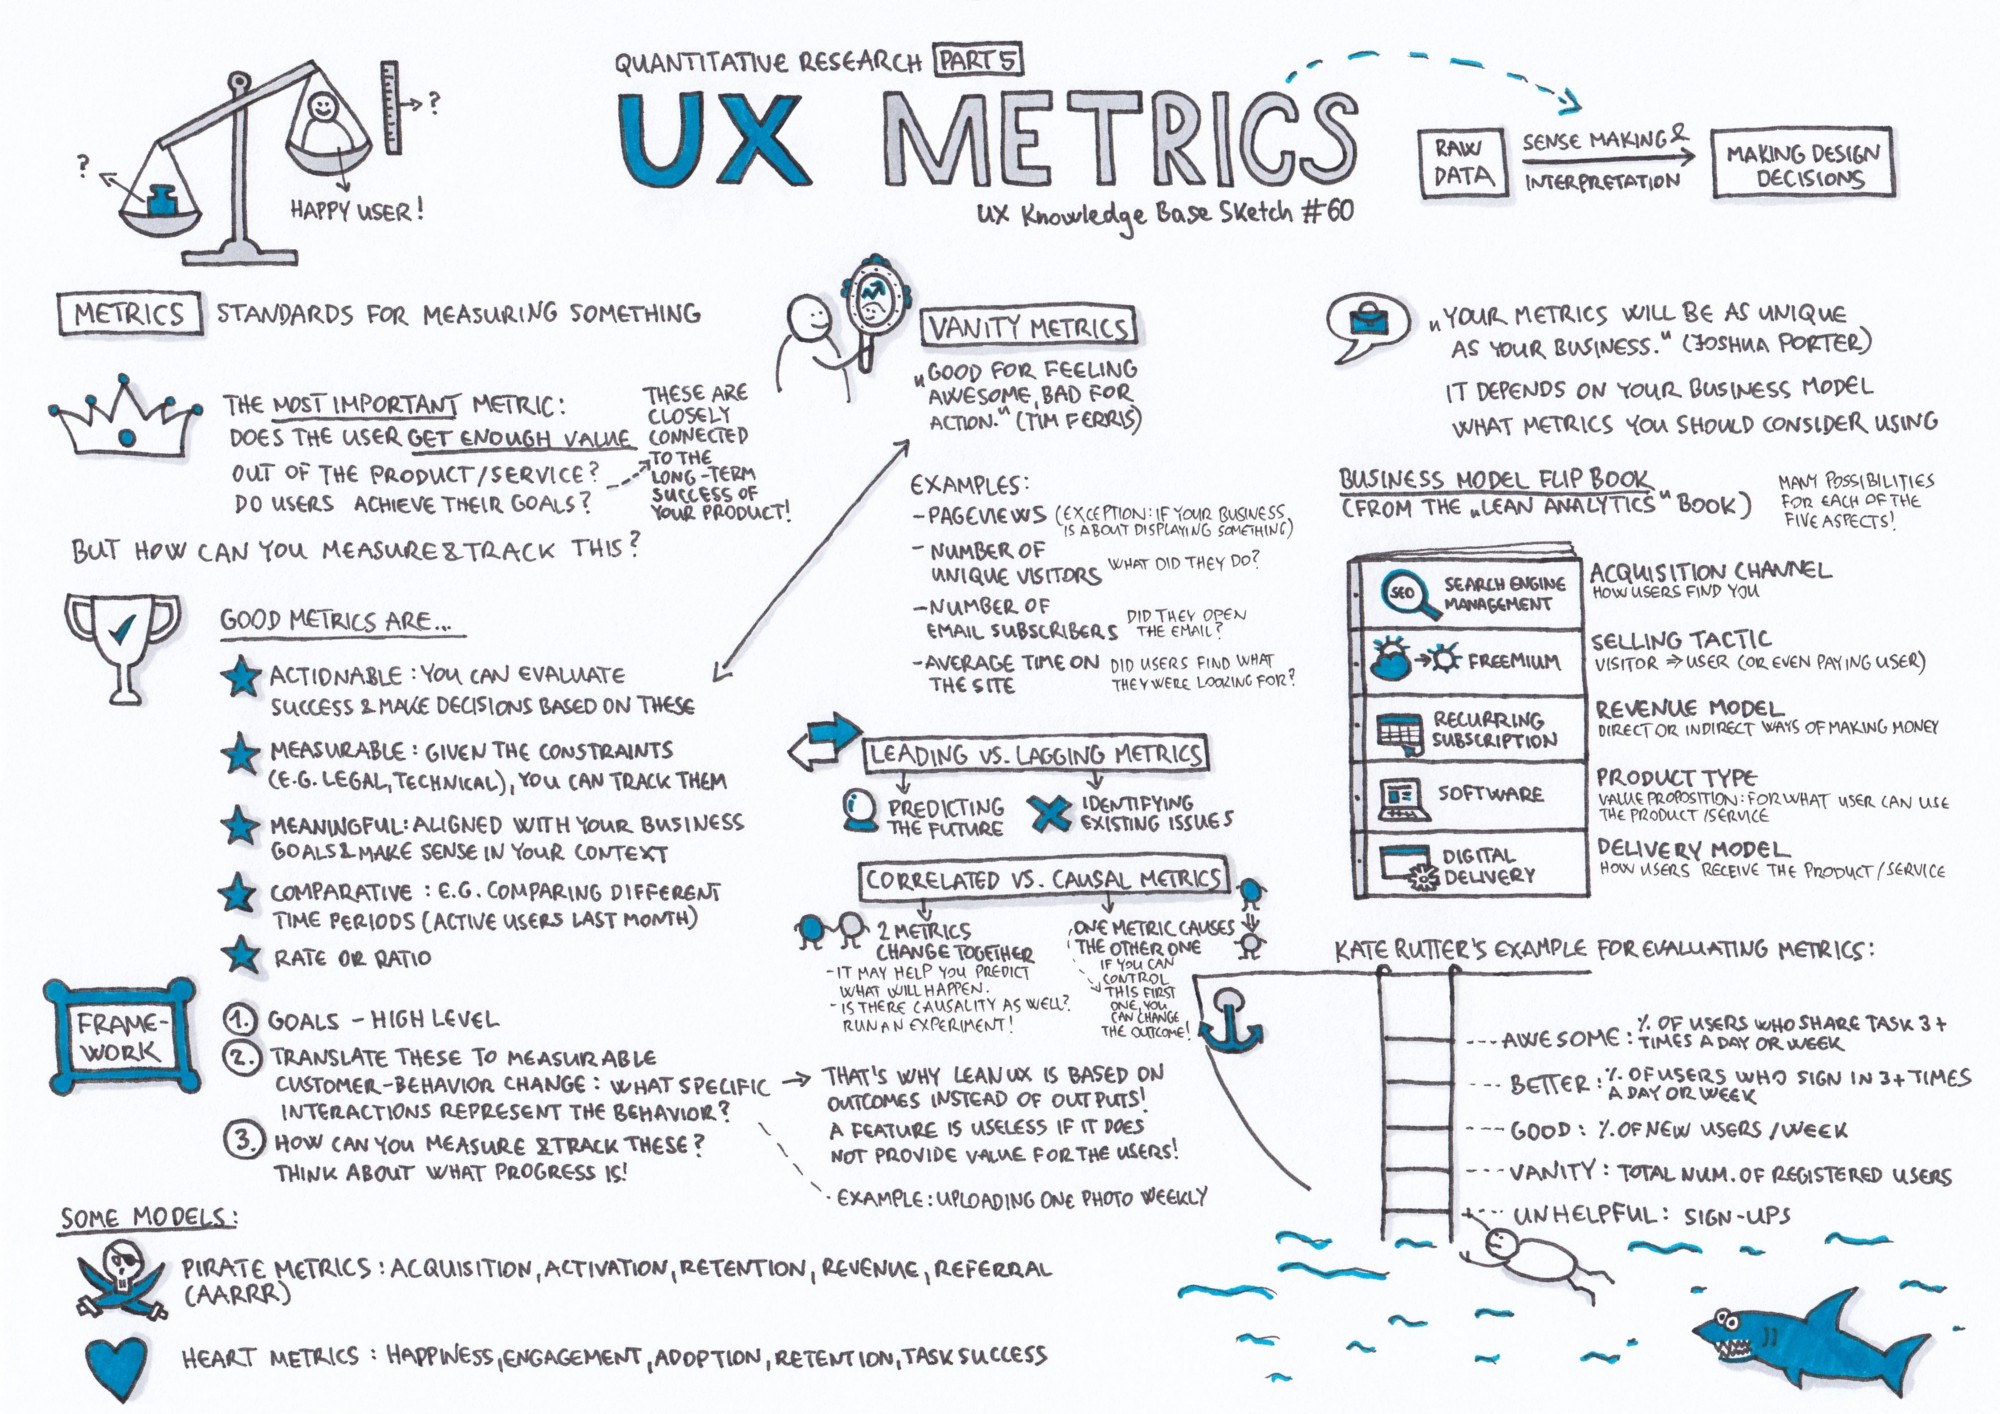 QUANTITATIVE RESEARCH PART 5
UX METRICS
UX Knowledge Base Sketch #60
?
?
HAPPY USER!
RAW
DATA
SENSE MAKING &
INTERPRETATION
MAKING DESIGN
DECISIONS
METRICS STANDARDS FOR MEASURING SOMETHING
THE MOST IMPORTANT METRIC:
DOES THE USER GET ENOUGH VALUE
OUT OF THE PRODUCT/SERVICE?
DO USERS ACHIEVE THEIR GOALS?
THESE ARE
CLOSELY
CONNECTED
TO THE
LONG-TERM
SUCCESS OF
YOUR PRODUCT!
BUT HOW CAN YOU MEASURE & TRACK THIS?
GOOD METRICS ARE...
ACTIONABLE: YOU CAN EVALUATE
SUCCESS & MAKE DECISIONS BASED ON THESE
MEASURABLE: GIVEN THE CONSTRAINTS
(E.G. LEGAL, TECHNICAL), YOU CAN TRACK THEM
MEANINGFUL: ALIGNED WITH YOUR BUSINESS
GOALS & MAKE SENSE IN YOUR CONTEXT
COMPARATIVE: E.G. COMPARING DIFFERENT
TIME PERIODS (ACTIVE USERS LAST MONTH)
RATE OR RATIO
FRAME-
WORK
1. GOALS - HIGH LEVEL
2. TRANSLATE THESE TO MEASURABLE
CUSTOMER-BEHAVIOR CHANGE: WHAT SPECIFIC
INTERACTIONS REPRESENT THE BEHAVIOR?
3. HOW CAN YOU MEASURE & TRACK THESE?
THINK ABOUT WHAT PROGRESS IS!
THAT'S WHY LEAN UX IS BASED ON
OUTCOMES INSTEAD OF OUTPUTS!
A FEATURE IS USELESS IF IT DOES
NOT PROVIDE VALUE FOR THE USERS!
EXAMPLE: UPLOADING ONE PHOTO WEEKLY
SOME MODELS:
PIRATE METRICS: ACQUISITION, ACTIVATION, RETENTION, REVENUE, REFERRAL
(AARRR)
HEART METRICS: HAPPINESS, ENGAGEMENT, ADOPTION, RETENTION, TASK SUCCESS
VANITY METRICS
„GOOD FOR FEELING
AWESOME, BAD FOR
ACTION." (TIM FERRIS)
EXAMPLES:
- PAGEVIEWS (EXCEPTION: IF YOUR BUSINESS
IS ABOUT DISPLAYING SOMETHING)
- NUMBER OF
UNIQUE VISITORS WHAT DID THEY DO?
- NUMBER OF
EMAIL SUBSCRIBERS
DID THEY OPEN
THE EMAIL?
- AVERAGE TIME ON
THE SITE
DID USERS FIND WHAT
THEY WERE LOOKING FOR?
LEADING VS. LAGGING METRICS
PREDICTING
THE FUTURE
IDENTIFYING
EXISTING ISSUES
CORRELATED VS. CAUSAL METRICS
2 METRICS
CHANGE TOGETHER
- IT MAY HELP YOU PREDICT
WHAT WILL HAPPEN.
- IS THERE CAUSALITY AS WELL?
RUN AN EXPERIMENT!
ONE METRIC CAUSES
THE OTHER ONE
IF YOU CAN
CONTROL
THIS FIRST
ONE, YOU
CAN CHANGE
THE OUTCOME!
„YOUR METRICS WILL BE AS UNIQUE
AS YOUR BUSINESS." (JOSHUA PORTER)
IT DEPENDS ON YOUR BUSINESS MODEL
WHAT METRICS YOU SHOULD CONSIDER USING
BUSINESS MODEL FLIP BOOK
(FROM THE „LEAN ANALYTICS" BOOK)
MANY POSSIBILITIES
FOR EACH OF THE
FIVE ASPECTS!
SEO
SEARCH ENGINE
MANAGEMENT
ACQUISITION CHANNEL
HOW USERS FIND YOU
FREEMIUM
SELLING TACTIC
VISITOR ⇒ USER (OR EVEN PAYING USER)
RECURRING
SUBSCRIPTION
REVENUE MODEL
DIRECT OR INDIRECT WAYS OF MAKING MONEY
SOFTWARE
PRODUCT TYPE
VALUE PROPOSITION: FOR WHAT USER CAN USE
THE PRODUCT/SERVICE
DIGITAL
DELIVERY
DELIVERY MODEL
HOW USERS RECEIVE THE PRODUCT/SERVICE
KATE RUTTER'S EXAMPLE FOR EVALUATING METRICS:
AWESOME: % OF USERS WHO SHARE TASK 3+
TIMES A DAY OR WEEK
BETTER: % OF USERS WHO SIGN IN 3+ TIMES
A DAY OR WEEK
GOOD: % OF NEW USERS/WEEK
VANITY: TOTAL NUM. OF REGISTERED USERS
UNHELPFUL: SIGN-UPS